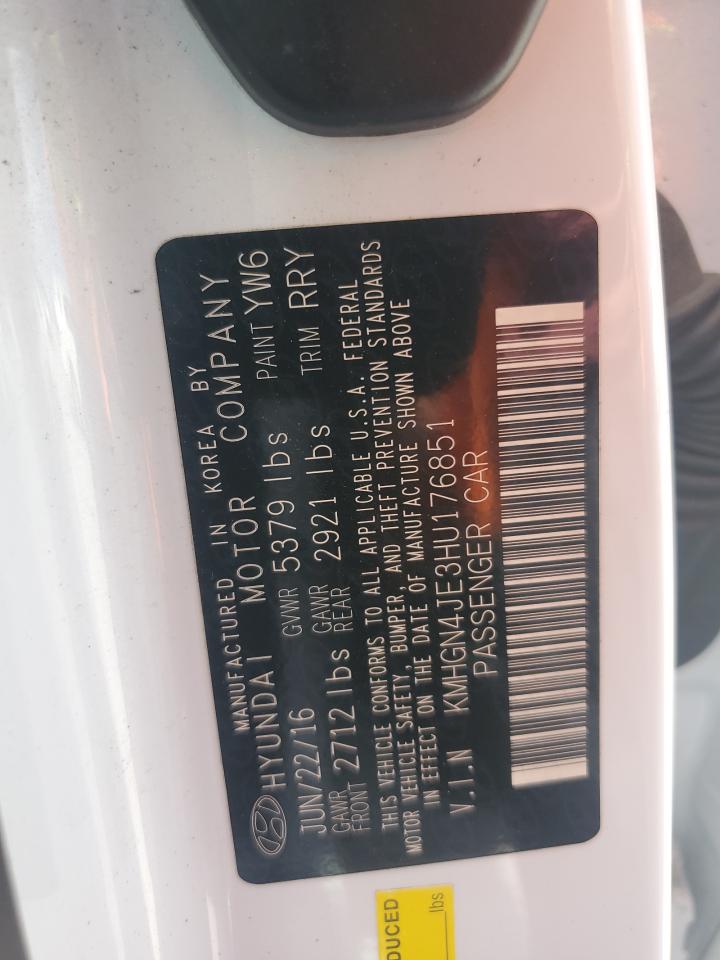 MANUFACTURED IN KOREA BY
HYUNDAI MOTOR COMPANY
JUN/22/16 GVWR 5379 lbs PAINT YW6
GAWR FRONT 2712 lbs GAWR REAR 2921 lbs TRIM RRY
THIS VEHICLE CONFORMS TO ALL APPLICABLE U.S.A. FEDERAL
MOTOR VEHICLE SAFETY, BUMPER, AND THEFT PREVENTION STANDARDS
IN EFFECT ON THE DATE OF MANUFACTURE SHOWN ABOVE
V.I.N KMHGN4JE3HU176851
PASSENGER CAR
DUCED
lbs